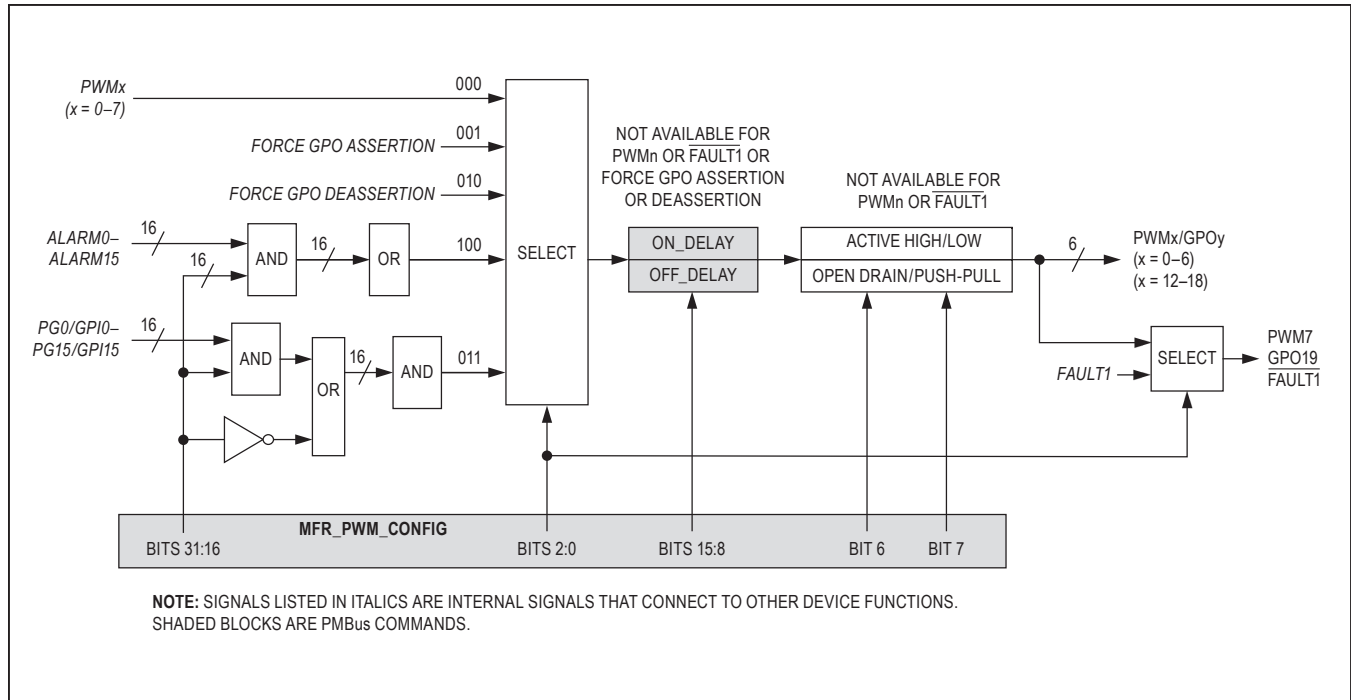 PWMx
(x = 0–7)
000
FORCE GPO ASSERTION
001
FORCE GPO DEASSERTION
010
ALARM0–
ALARM15
16
16
AND
16
OR
100
PG0/GPI0–
PG15/GPI15
16
AND
OR
16
AND
011
SELECT
NOT AVAILABLE FOR
PWMn OR FAULT1 OR
FORCE GPO ASSERTION
OR DEASSERTION
ON_DELAY
OFF_DELAY
NOT AVAILABLE FOR
PWMn OR FAULT1
ACTIVE HIGH/LOW
OPEN DRAIN/PUSH-PULL
6
PWMx/GPOy
(x = 0–6)
(x = 12–18)
FAULT1
SELECT
PWM7
GPO19
FAULT1
MFR_PWM_CONFIG
BITS 31:16
BITS 2:0
BITS 15:8
BIT 6
BIT 7
NOTE: SIGNALS LISTED IN ITALICS ARE INTERNAL SIGNALS THAT CONNECT TO OTHER DEVICE FUNCTIONS.
SHADED BLOCKS ARE PMBus COMMANDS.